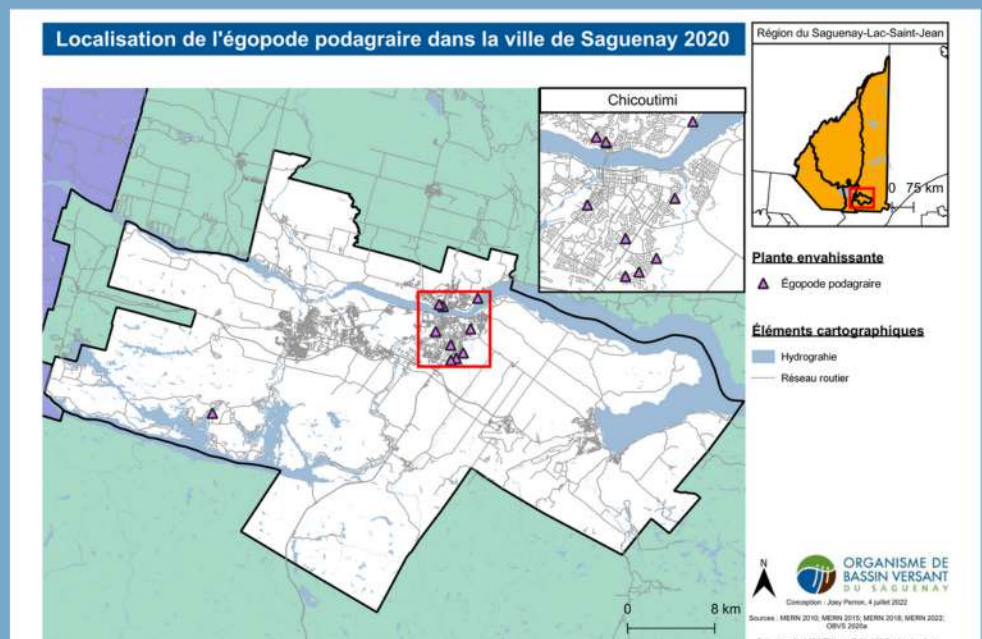 Localisation de l'égopode podagraire dans la ville de Saguenay 2020
Région du Saguenay-Lac-Saint-Jean
0 75 km
Chicoutimi
Plante envahissante
Égopode podagraire
Éléments cartographiques
Hydrograhie
Réseau routier
N
ORGANISME DE
BASSIN VERSANT
DU SAGUENAY
Conception : Joey Perron, 4 juillet 2022
0 8 km
Sources : MERN 2010; MERN 2015; MERN 2018; MERN 2022;
OBVS 2020a